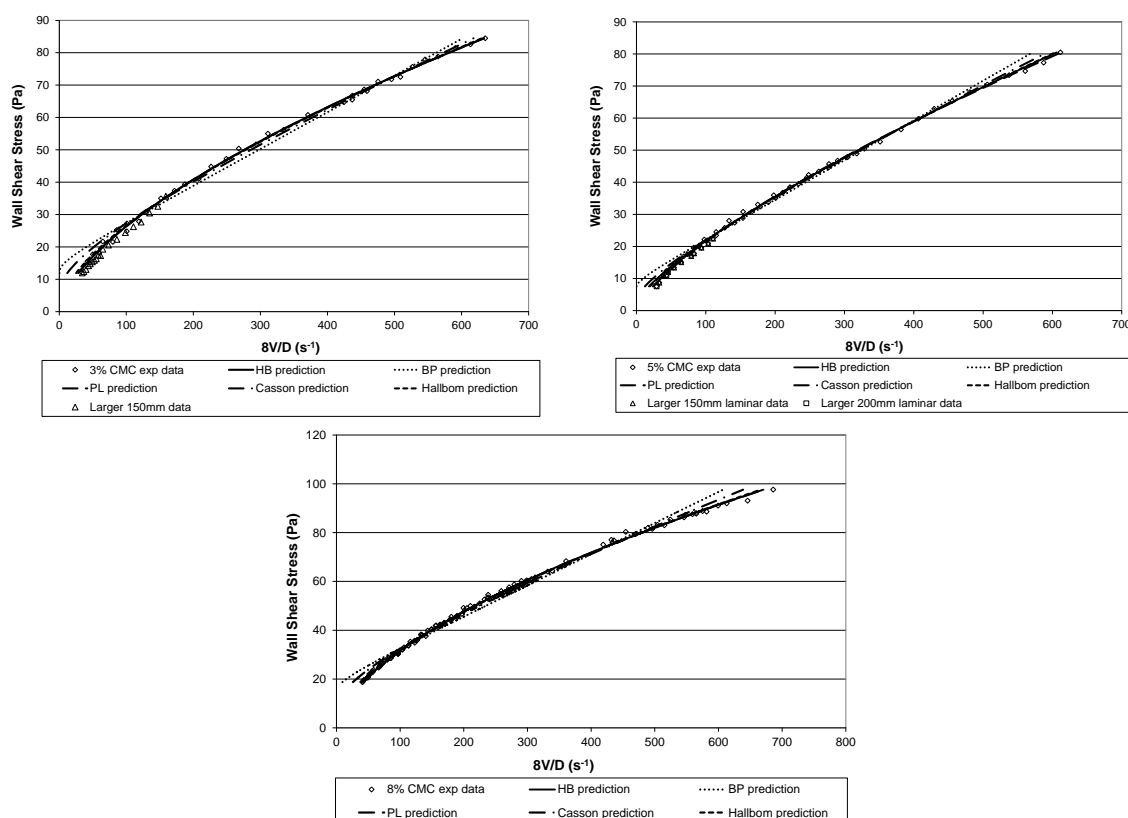 90
80
70
60
50
40
30
20
10
0
Wall Shear Stress (Pa)
0 100 200 300 400 500 600 700
8V/D (s⁻¹)
3% CMC exp data HB prediction BP prediction
PL prediction Casson prediction Hallbom prediction
Larger 150mm data
90
80
70
60
50
40
30
20
10
0
Wall Shear Stress (Pa)
0 100 200 300 400 500 600 700
8V/D (s⁻¹)
5% CMC exp data HB prediction BP prediction
PL prediction Casson prediction Hallbom prediction
Larger 150mm laminar data Larger 200mm laminar data
120
100
80
60
40
20
0
Wall Shear Stress (Pa)
0 100 200 300 400 500 600 700 800
8V/D (s⁻¹)
8% CMC exp data HB prediction BP prediction
PL prediction Casson prediction Hallbom prediction